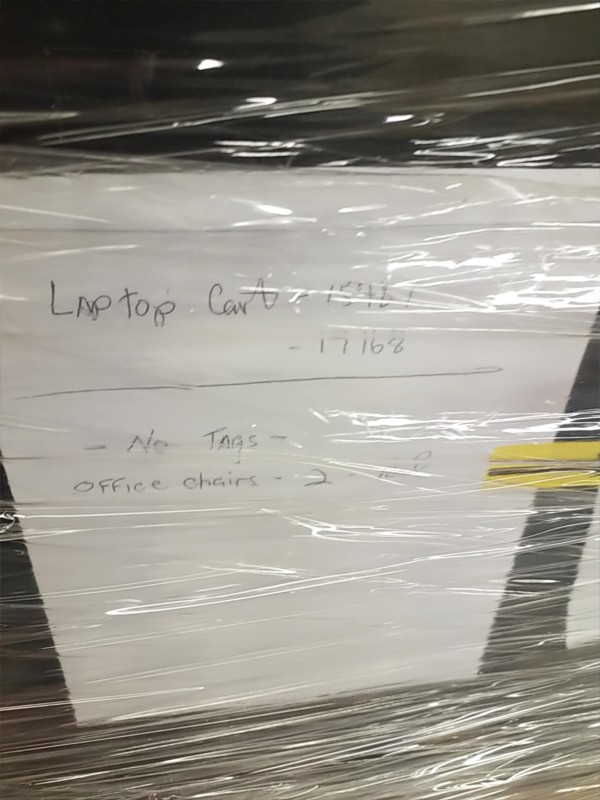 Laptop Cart -
- 17168
- No Tags -
Office chairs - 2 -